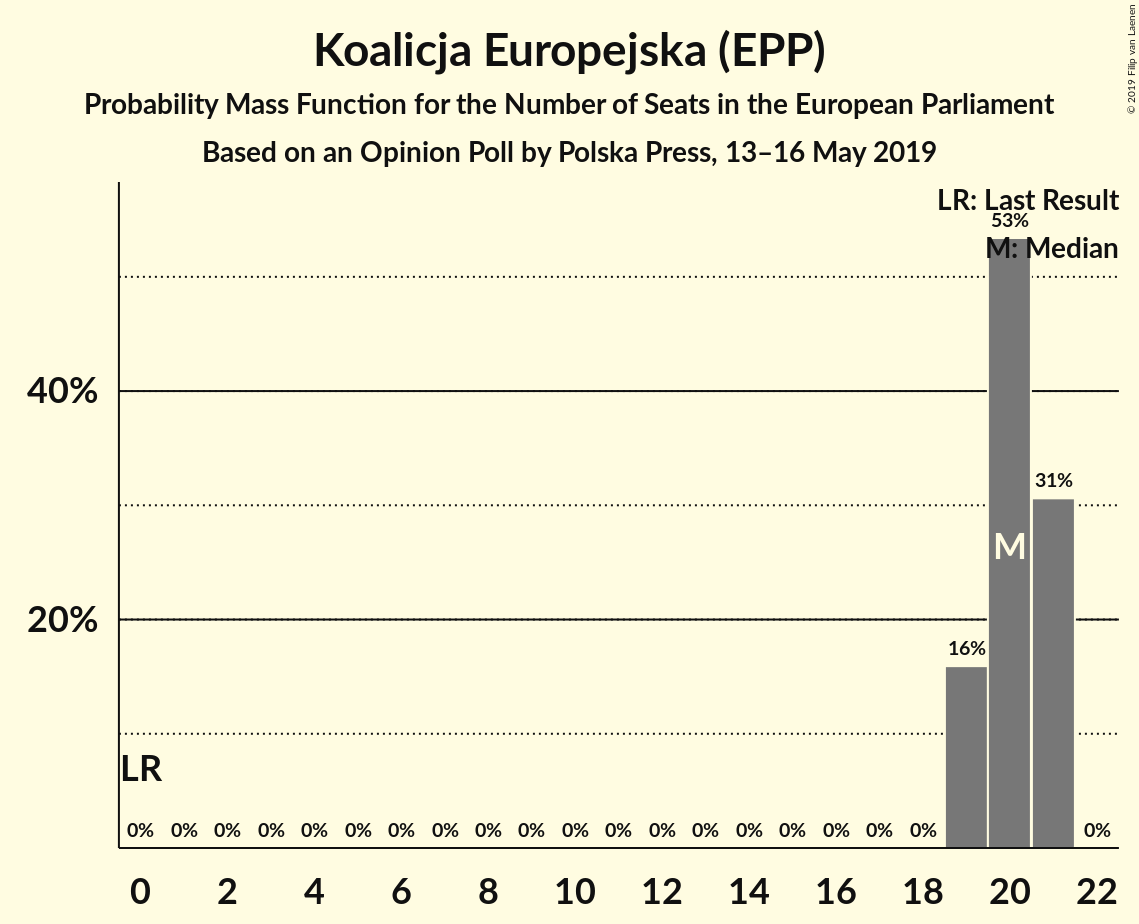 Koalicja Europejska (EPP)
Probability Mass Function for the Number of Seats in the European Parliament
Based on an Opinion Poll by Polska Press, 13–16 May 2019
© 2019 Filip van Laenen
LR: Last Result
53%
M: Median
40%
31%
M
20%
16%
LR
0% 0% 0% 0% 0% 0% 0% 0% 0% 0% 0% 0% 0% 0% 0% 0% 0% 0% 0% 0%
0 2 4 6 8 10 12 14 16 18 20 22